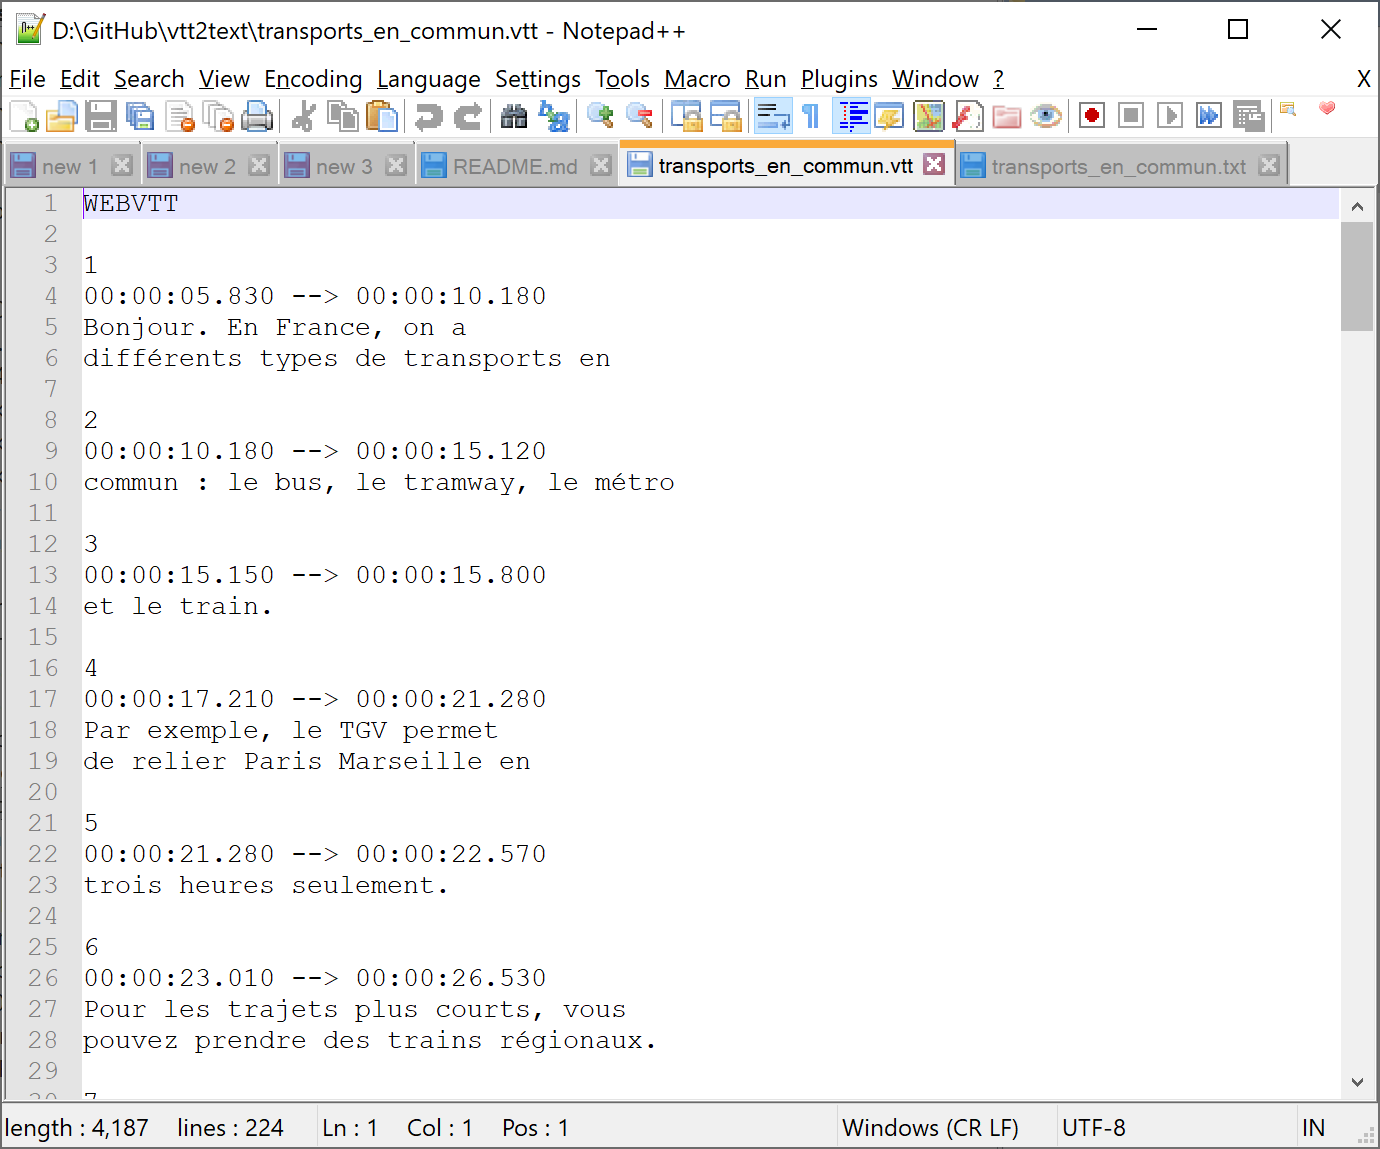 D:\GitHub\vtt2text\transports_en_commun.vtt - Notepad++
File Edit Search View Encoding Language Settings Tools Macro Run Plugins Window ? X
new 1 new 2 new 3 README.md transports_en_commun.vtt transports_en_commun.txt
1 WEBVTT
2
3 1
4 00:00:05.830 --> 00:00:10.180
5 Bonjour. En France, on a
6 différents types de transports en
7
8 2
9 00:00:10.180 --> 00:00:15.120
10 commun : le bus, le tramway, le métro
11
12 3
13 00:00:15.150 --> 00:00:15.800
14 et le train.
15
16 4
17 00:00:17.210 --> 00:00:21.280
18 Par exemple, le TGV permet
19 de relier Paris Marseille en
20
21 5
22 00:00:21.280 --> 00:00:22.570
23 trois heures seulement.
24
25 6
26 00:00:23.010 --> 00:00:26.530
27 Pour les trajets plus courts, vous
28 pouvez prendre des trains régionaux.
29
30 7
length : 4,187 lines : 224 Ln : 1 Col : 1 Pos : 1 Windows (CR LF) UTF-8 IN